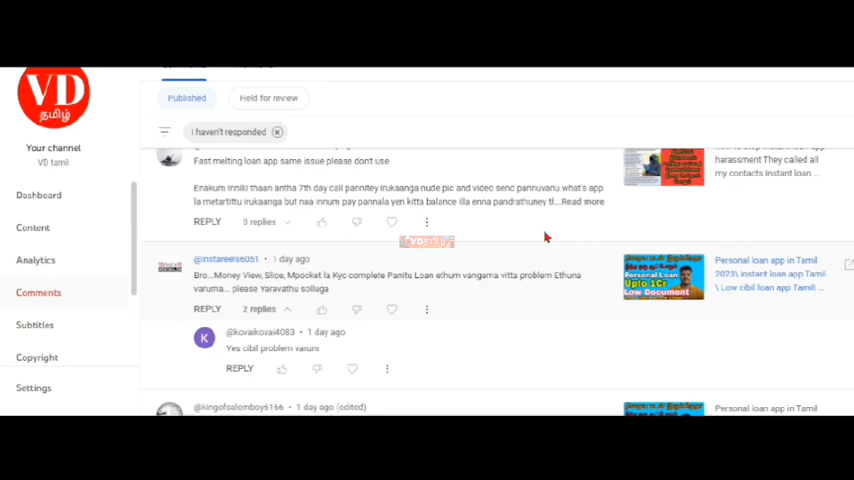 VD
தமிழ்
Your channel
VD tamil
Dashboard
Content
Analytics
Comments
Subtitles
Copyright
Settings
Published
Held for review
I haven't responded
Fast melting loan app same issue please don't use
Enakum inniki thaan antha 7th day call pannitey irukaanga nude pic and video send pannuvanu what's app
la metartittu irukaanga but naa innum pay pannala yen kitta balance illa enna pandrathuney tl...Read more
REPLY 0 replies
harassment They called all
my contacts Instant loan ...
VD தமிழ்
@instareels6051 • 1 day ago
Bro...Money View, Slice, Mpocket la Kyc complete Panitu Loan ethum vangama vitta problem Ethuna
varuma... please Yaravathu solluga
REPLY 2 replies
Personal loan
Upto 1Cr
Low Document
Personal loan app in Tamil
2023\ instant loan app Tamil
\ Low cibil loan app Tamil; ...
K
@kovaikovai4083 • 1 day ago
Yes cibil problem varum
REPLY
@kingofsalemboy6166 • 1 day ago (edited)
Personal loan app in Tamil